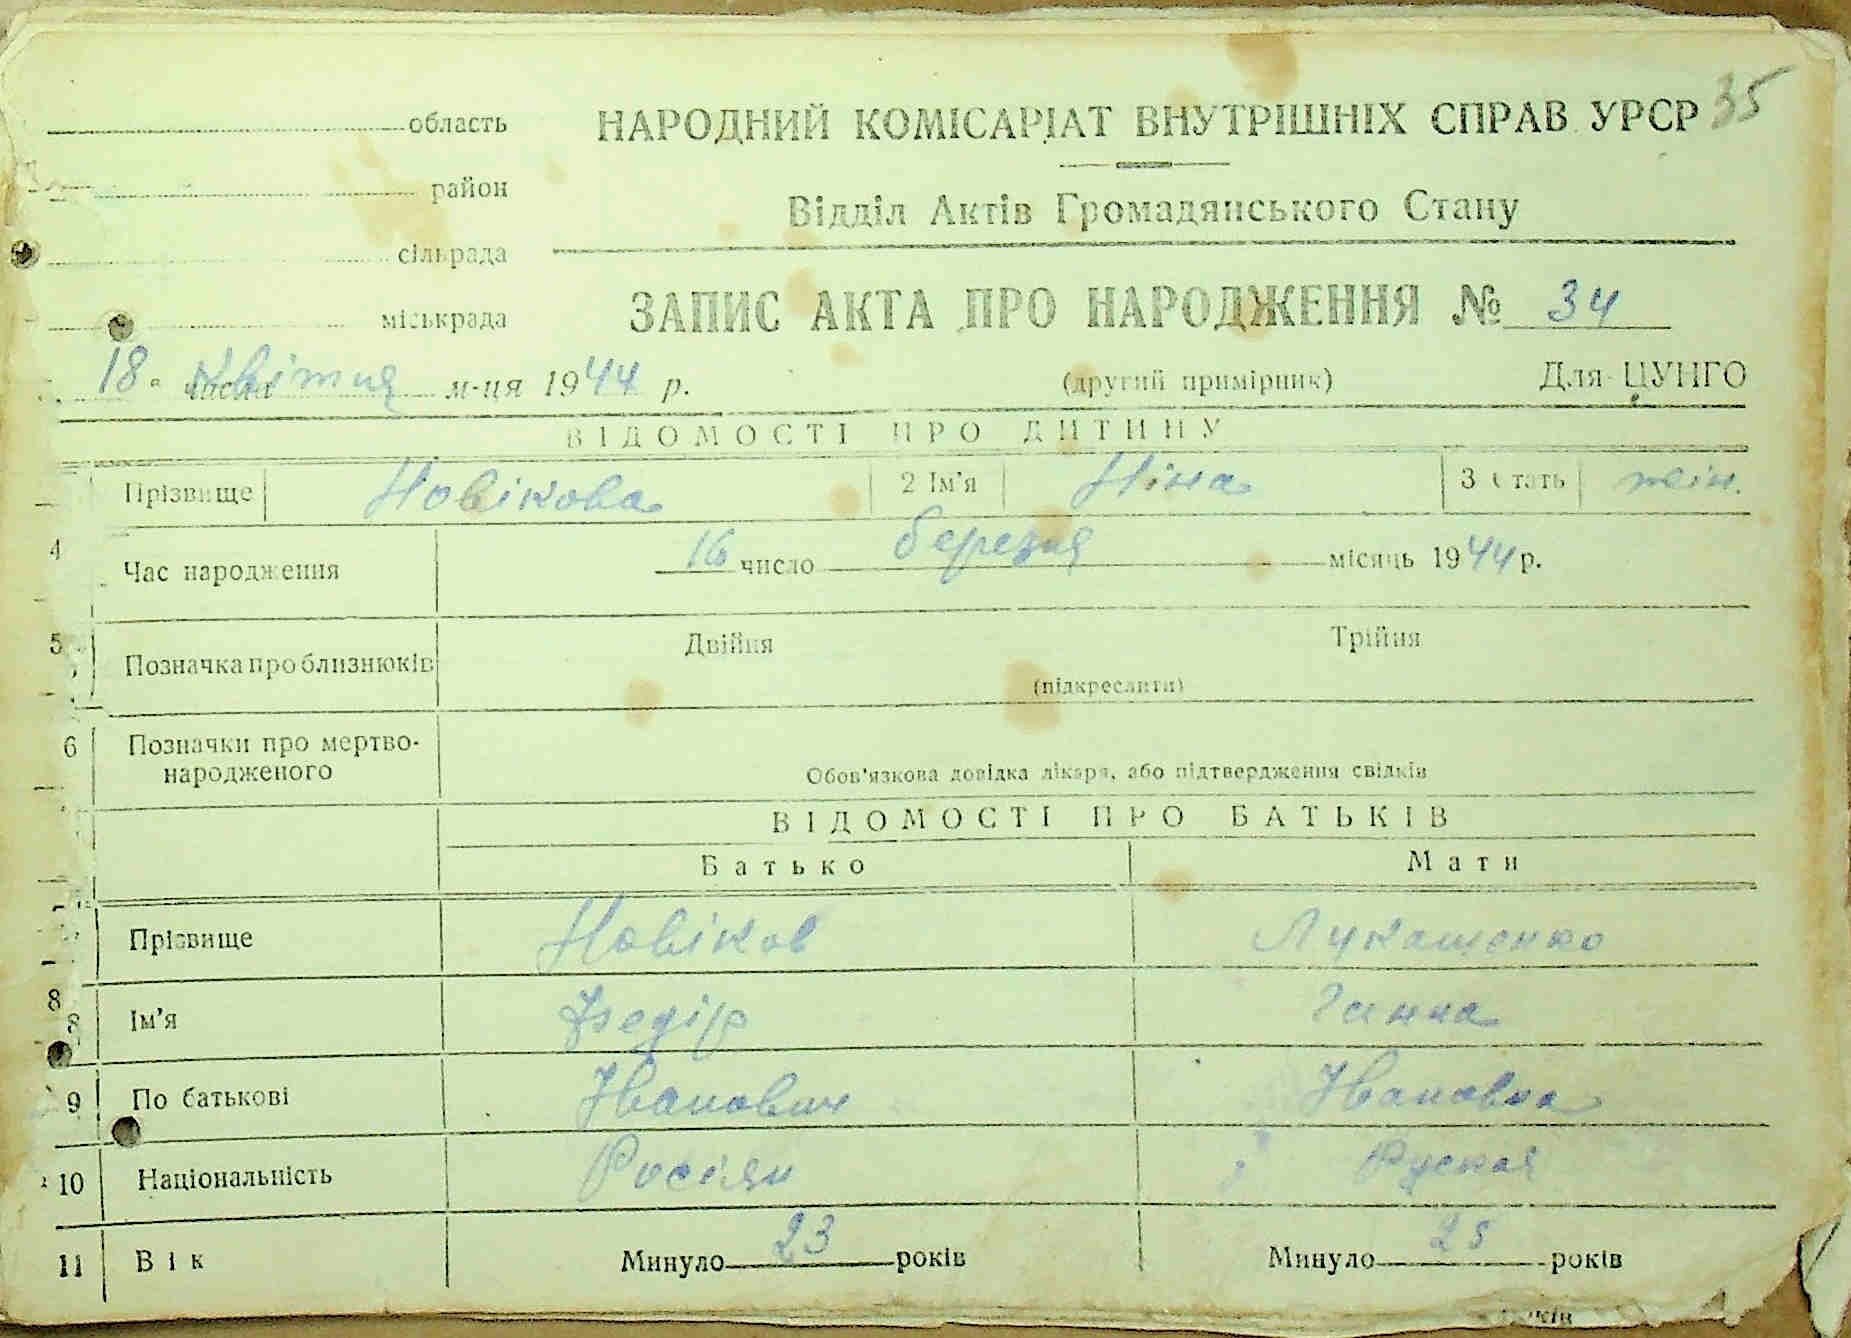 35
область
НАРОДНИЙ КОМІСАРІАТ ВНУТРІШНІХ СПРАВ УРСР
район
Відділ Актів Громадянського Стану
сільрада
міськрада
ЗАПИС АКТА ПРО НАРОДЖЕННЯ № 34
18 числа квітня м-ця 1944 р.
(другий примірник) Для ЦУНГО
ВІДОМОСТІ ПРО ДИТИНУ
Прізвище Новікова 2 Ім'я Ніна 3 Стать жін.
4 Час народження 16 число березня місяць 1944 р.
5 Позначка про близнюків Двійня Трійня
(підкреслити)
6 Позначки про мертво-
народженого
Обов'язкова довідка лікаря, або підтвердження свідків
ВІДОМОСТІ ПРО БАТЬКІВ
Батько Мати
Прізвище Новіков Лукашенко
8 Ім'я Федір Ганна
9 По батькові Іванович Івановна
10 Національність Росіян Руская
11 Вік Минуло 23 років Минуло 25 років